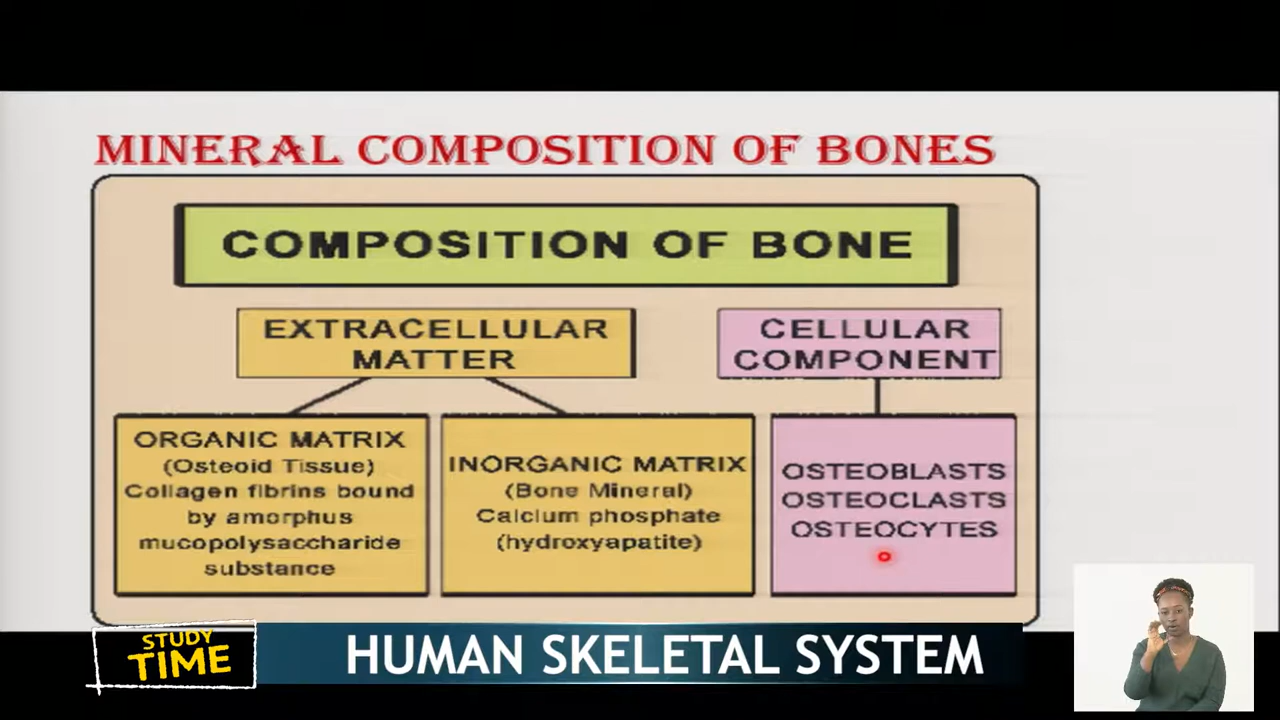 MINERAL COMPOSITION OF BONES
COMPOSITION OF BONE
EXTRACELLULAR
MATTER
CELLULAR
COMPONENT
ORGANIC MATRIX
(Osteoid Tissue)
Collagen fibrins bound
by amorphus
mucopolysaccharide
substance
INORGANIC MATRIX
(Bone Mineral)
Calcium phosphate
(hydroxyapatite)
OSTEOBLASTS
OSTEOCLASTS
OSTEOCYTES
STUDY
TIME
HUMAN SKELETAL SYSTEM